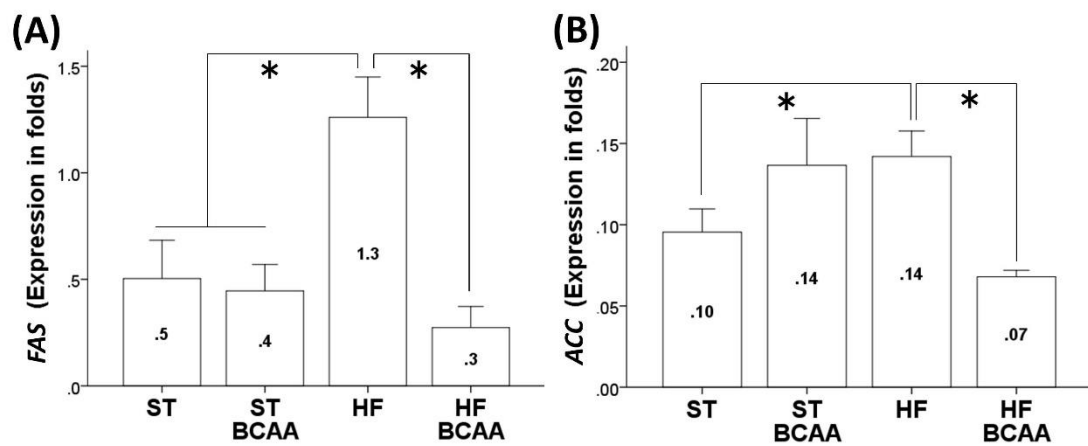 (A)
FAS (Expression in folds)
1.5
1.0
.5
.0
*
*
.5
.4
1.3
.3
ST
ST
BCAA
HF
HF
BCAA
(B)
ACC (Expression in folds)
.20
.15
.10
.05
.00
*
*
.10
.14
.14
.07
ST
ST
BCAA
HF
HF
BCAA